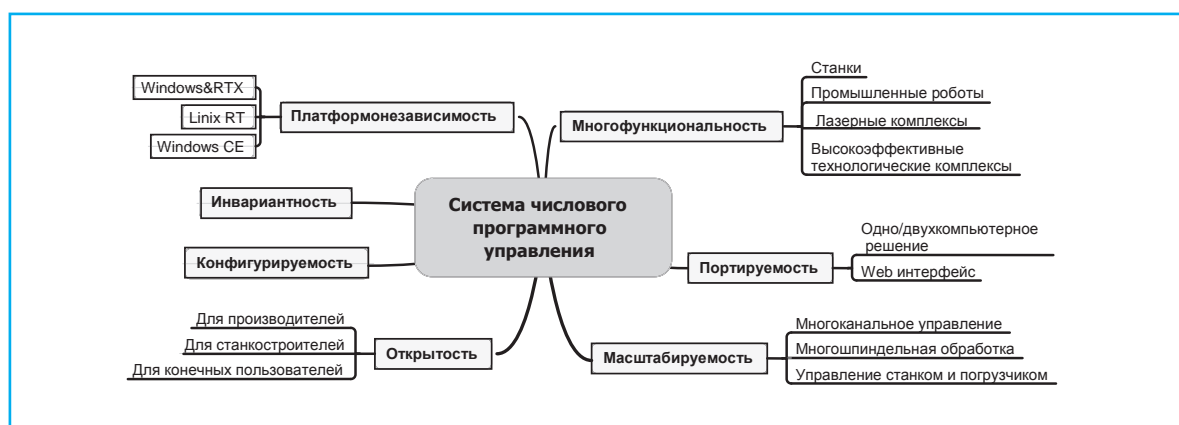 Windows&RTX
Linix RT
Windows CE
Платформонезависимость
Инвариантность
Конфигурируемость
Для производителей
Для станкостроителей
Для конечных пользователей
Открытость
Система числового
программного
управления
Многофункциональность
Станки
Промышленные роботы
Лазерные комплексы
Высокоэффективные
технологические комплексы
Портируемость
Одно/двухкомпьютерное
решение
Web интерфейс
Масштабируемость
Многоканальное управление
Многошпиндельная обработка
Управление станком и погрузчиком